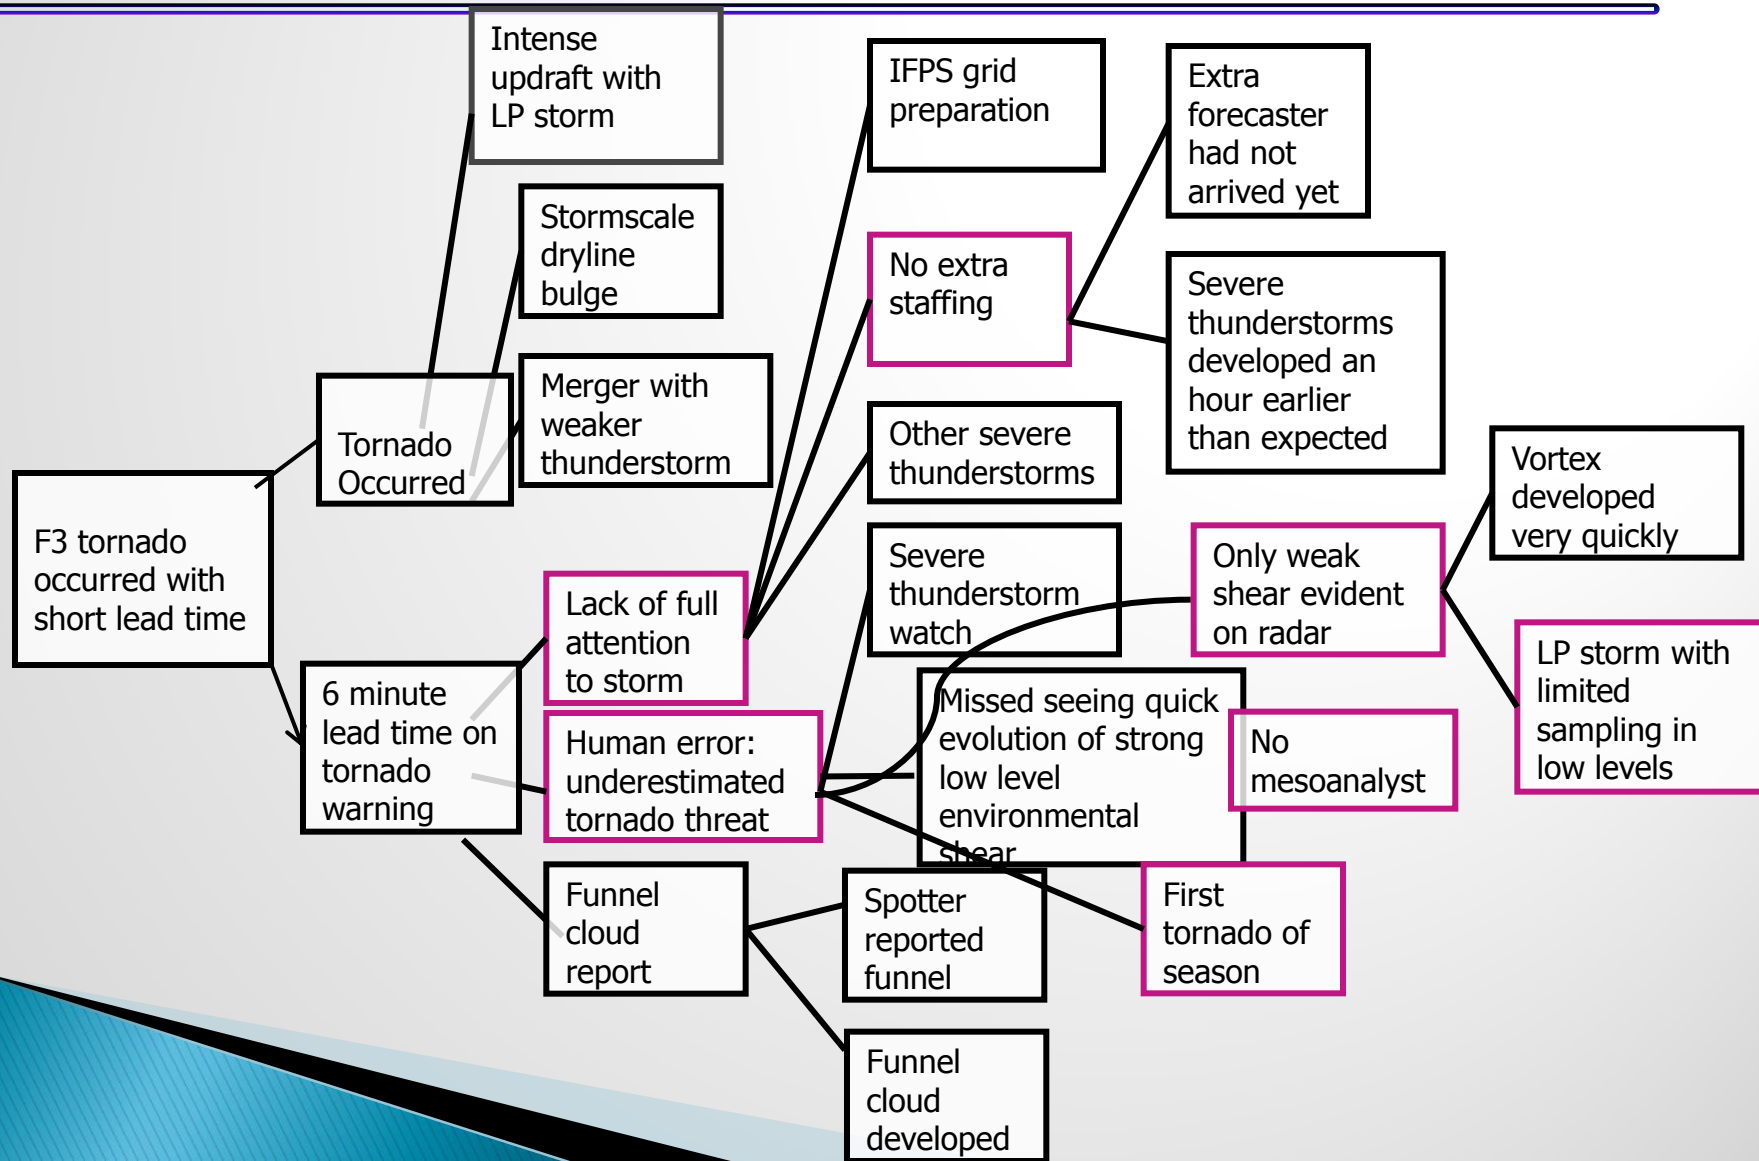 Intense
updraft with
LP storm
Stormscale
dryline
bulge
Merger with
weaker
thunderstorm
Tornado
Occurred
F3 tornado
occurred with
short lead time
6 minute
lead time on
tornado
warning
Lack of full
attention
to storm
Human error:
underestimated
tornado threat
Funnel
cloud
report
IFPS grid
preparation
No extra
staffing
Other severe
thunderstorms
Severe
thunderstorm
watch
Missed seeing quick
evolution of strong
low level
environmental
shear
Spotter
reported
funnel
Funnel
cloud
developed
Extra
forecaster
had not
arrived yet
Severe
thunderstorms
developed an
hour earlier
than expected
Only weak
shear evident
on radar
No
mesoanalyst
First
tornado of
season
Vortex
developed
very quickly
LP storm with
limited
sampling in
low levels